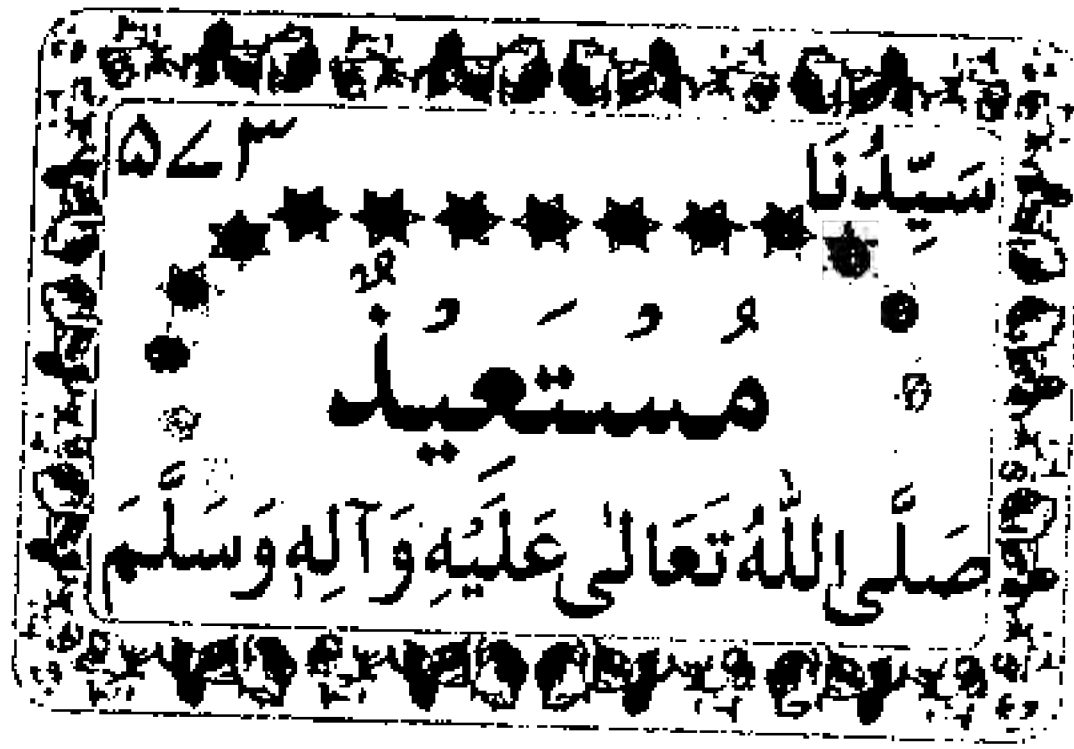 سَيِّدُنَا
۵۷۳
مُسْتَعِيْذٌ
صَلَّی اللّٰهُ تَعَالٰی عَلَيْهِ وَآلِهٖ وَسَلَّمَ